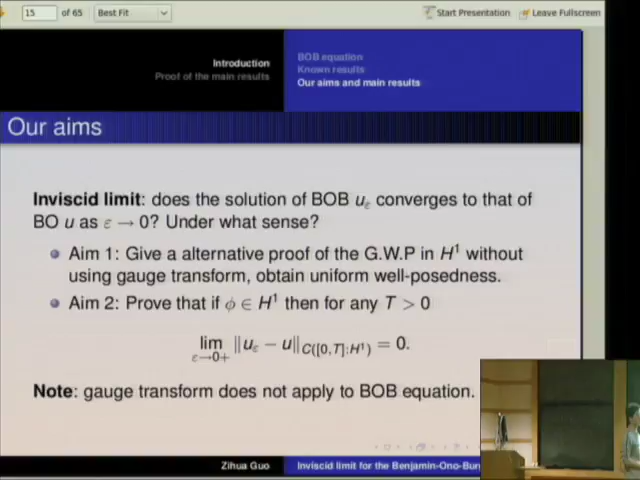 15 of 65 Best Fit Start Presentation Leave Fullscreen
Introduction
Proof of the main results
BOB equation
Known results
Our aims and main results
Our aims
Inviscid limit: does the solution of BOB u_ε converges to that of
BO u as ε → 0? Under what sense?
Aim 1: Give a alternative proof of the G.W.P in H¹ without
using gauge transform, obtain uniform well-posedness.
Aim 2: Prove that if ϕ ∈ H¹ then for any T > 0
lim_{ε→0+} ||u_ε − u||_{C([0,T]:H¹)} = 0.
Note: gauge transform does not apply to BOB equation.
Zihua Guo Inviscid limit for the Benjamin-Ono-Bu